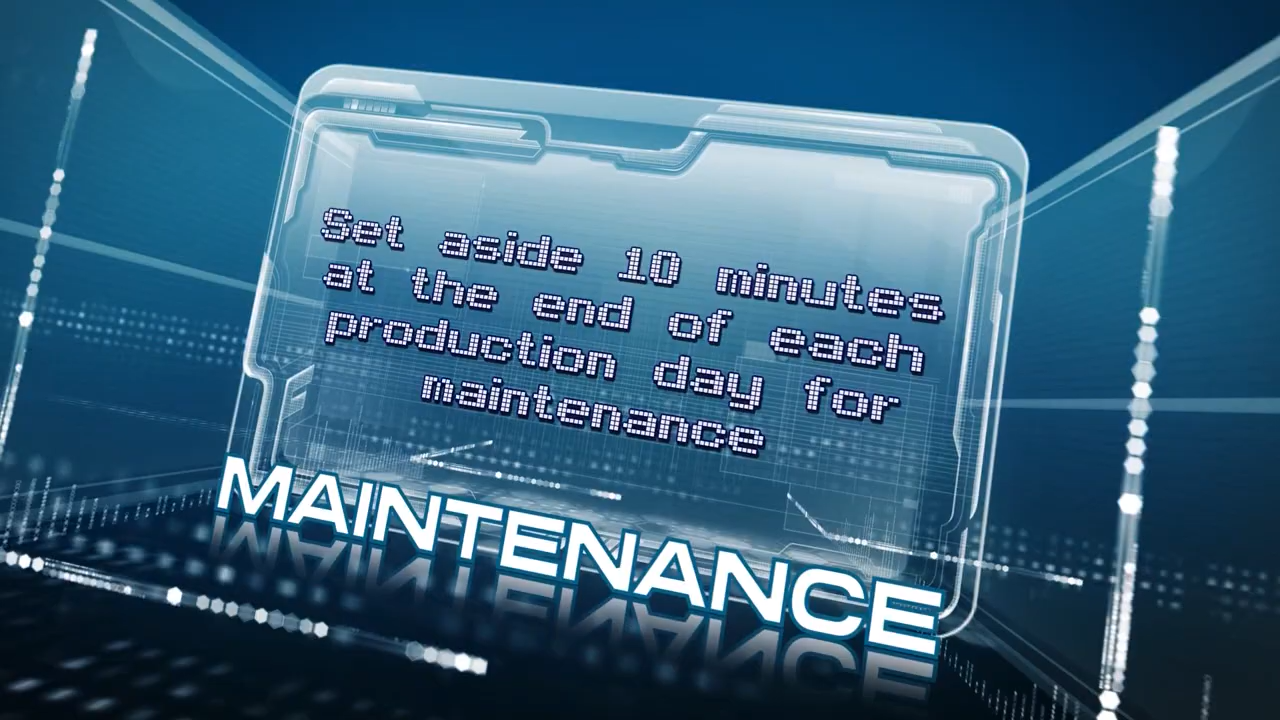 Set aside 10 minutes
at the end of each
production day for
maintenance
MAINTENANCE